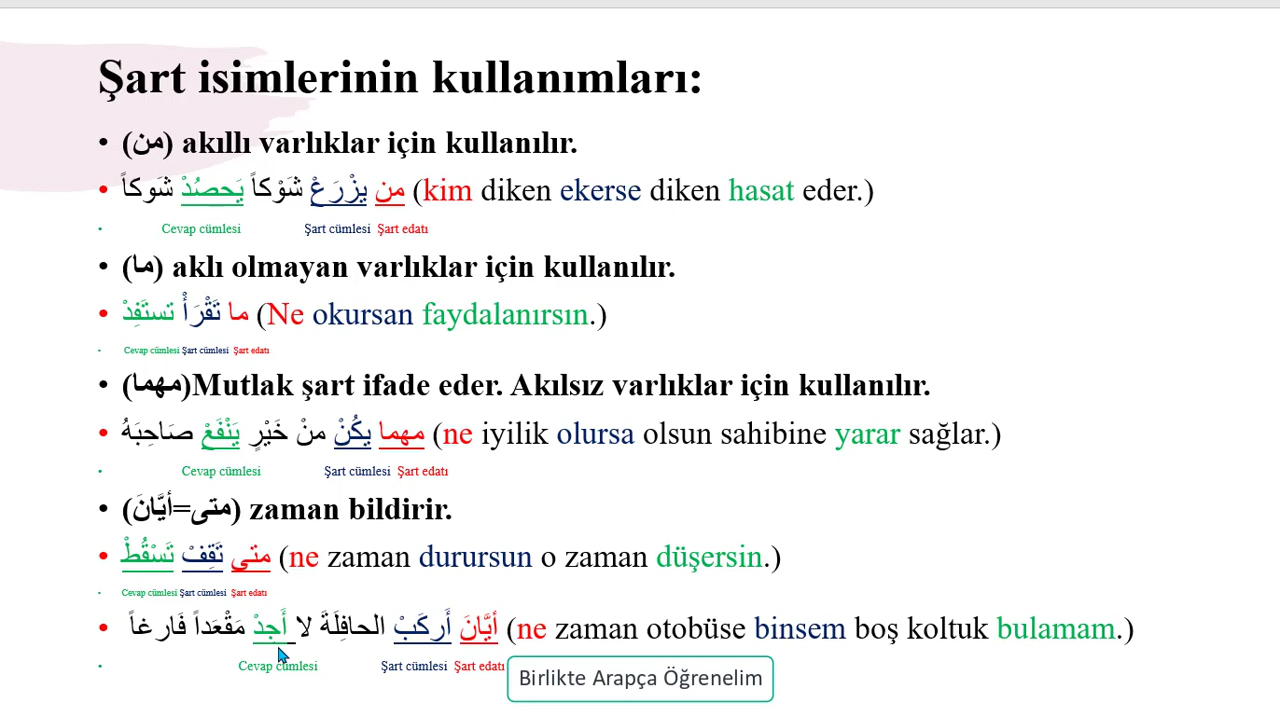 Şart isimlerinin kullanımları:
• (من) akıllı varlıklar için kullanılır.
• من يزْرَعْ شَوْكاً يَحصُدْ شَوكاً (kim diken ekerse diken hasat eder.)
• Cevap cümlesi Şart cümlesi Şart edatı
• (ما) aklı olmayan varlıklar için kullanılır.
• ما تَقْرَأْ تستَفِدْ (Ne okursan faydalanırsın.)
• Cevap cümlesi Şart cümlesi Şart edatı
• (مهما)Mutlak şart ifade eder. Akılsız varlıklar için kullanılır.
• مهما يكُنْ منْ خَيْرٍ يَنْفَعْ صَاحِبَهُ (ne iyilik olursa olsun sahibine yarar sağlar.)
• Cevap cümlesi Şart cümlesi Şart edatı
• (متى=أيَّانَ) zaman bildirir.
• متى تَقِفْ تَسْقُطْ (ne zaman durursun o zaman düşersin.)
• Cevap cümlesi Şart cümlesi Şart edatı
• أيَّانَ أَركَبْ الحافِلَةَ لا أَجِدْ مَقْعَداً فَارغاً (ne zaman otobüse binsem boş koltuk bulamam.)
• Cevap cümlesi Şart cümlesi Şart edatı
Birlikte Arapça Öğrenelim